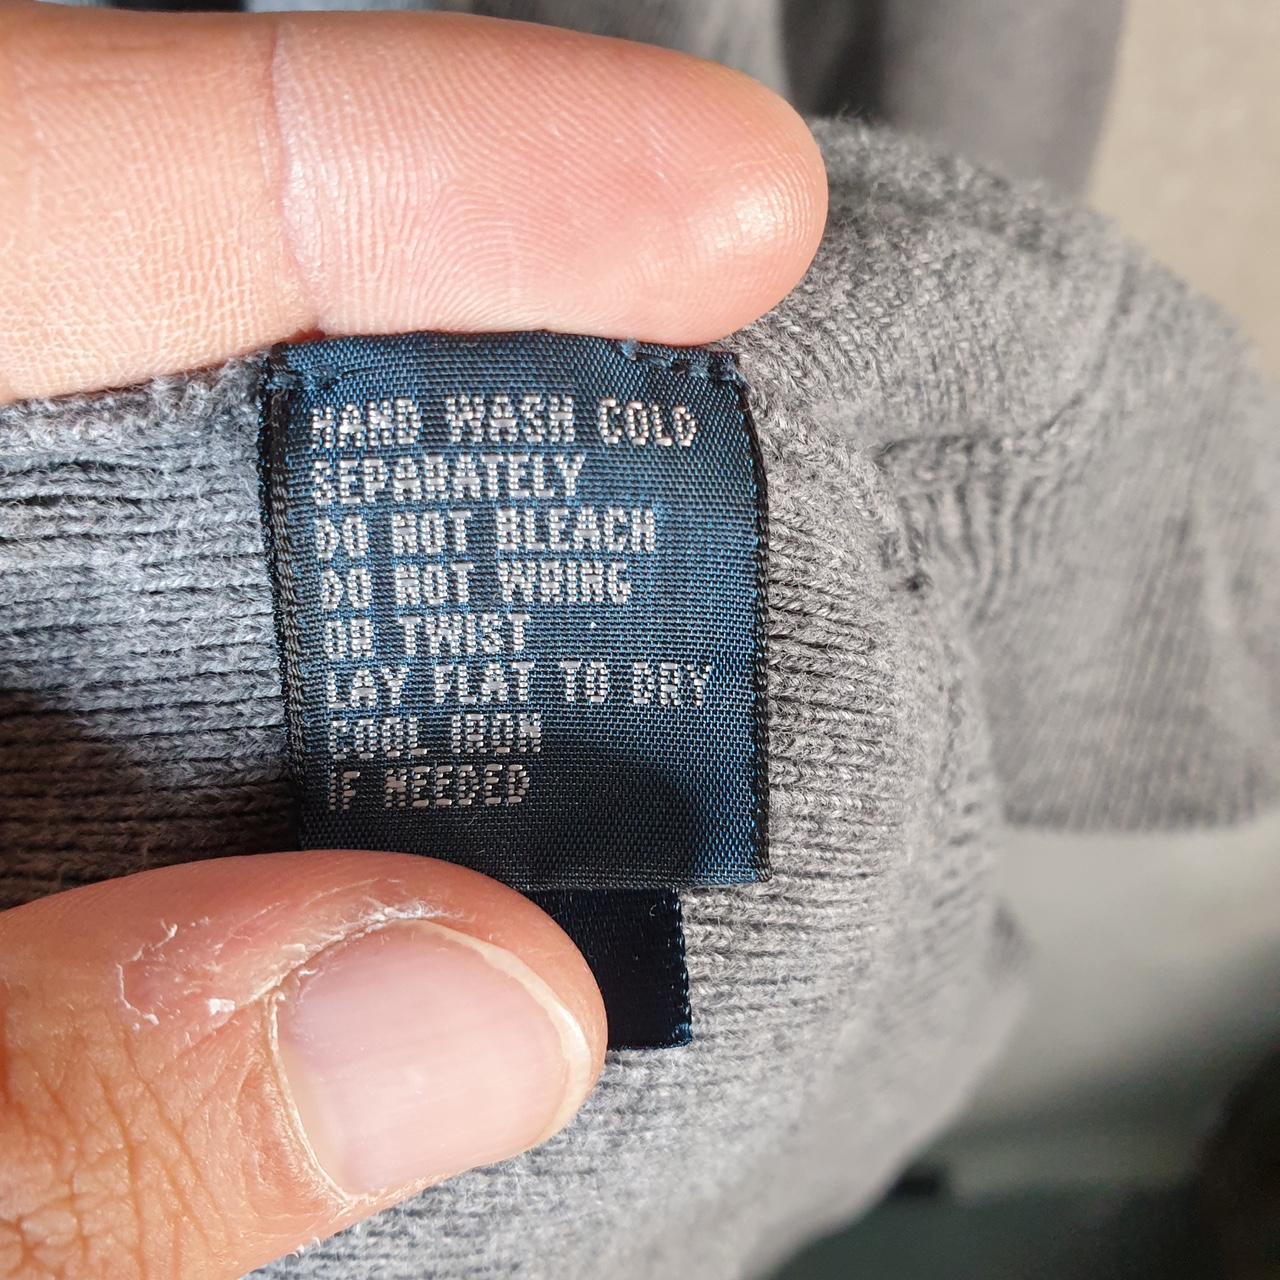 HAND WASH COLD
SEPARATELY
DO NOT BLEACH
DO NOT WRING
OR TWIST
LAY FLAT TO DRY
COOL IRON
IF NEEDED